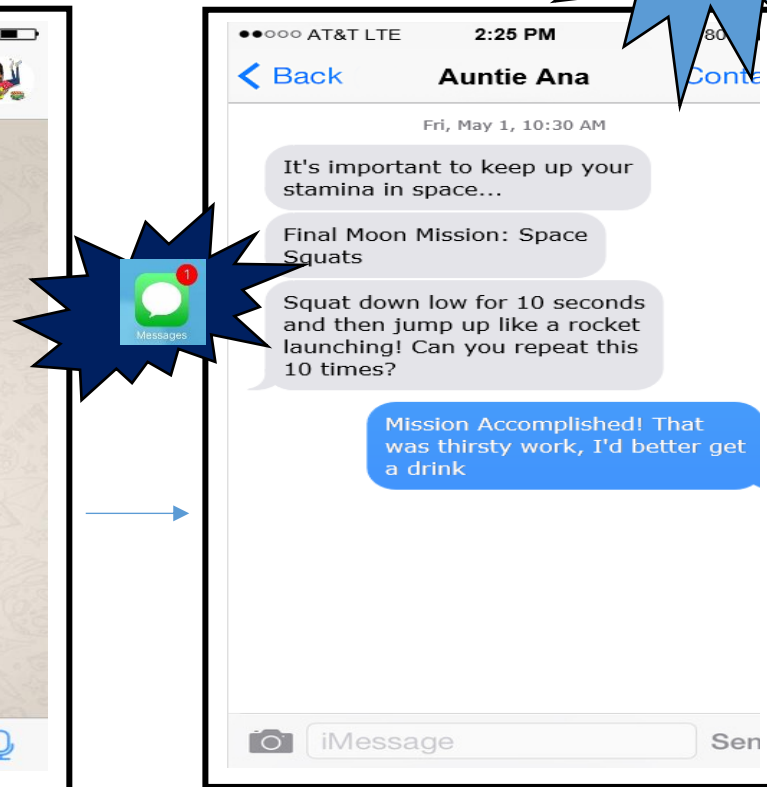 AT&T LTE 2:25 PM 80
Back Auntie Ana
Fri, May 1, 10:30 AM
It's important to keep up your
stamina in space...
Final Moon Mission: Space
Squats
1
Messages
Squat down low for 10 seconds
and then jump up like a rocket
launching! Can you repeat this
10 times?
Mission Accomplished! That
was thirsty work, I'd better get
a drink
iMessage